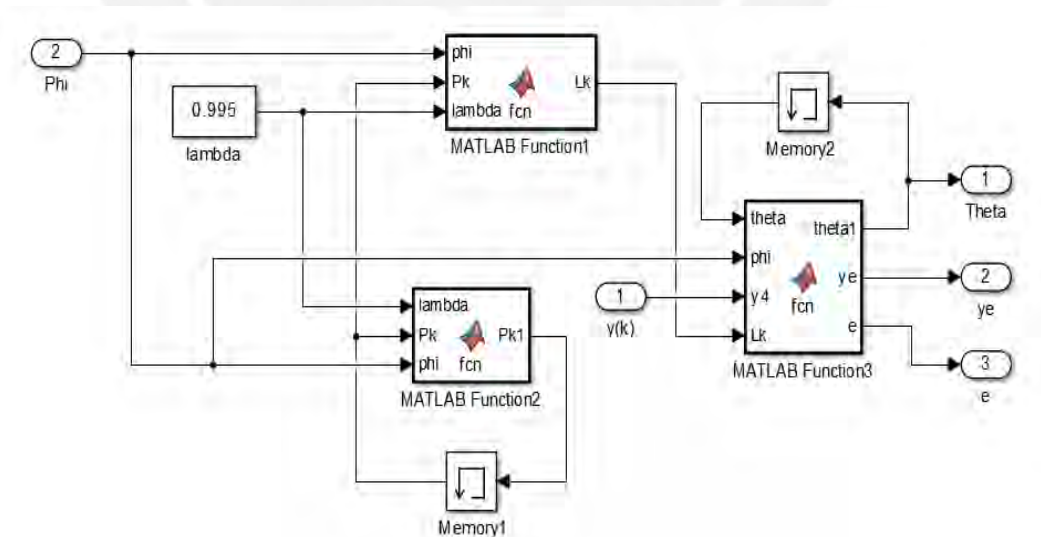 2
Phi
0.995
lambda
phi
Pk
lambda
fcn
Lk
MATLAB Function1
Memory2
1
Theta
theta
phi
y4
Lk
fcn
theta1
ye
e
MATLAB Function3
2
ye
3
e
1
y(k)
lambda
Pk
phi
fcn
Pk1
MATLAB Function2
Memory1